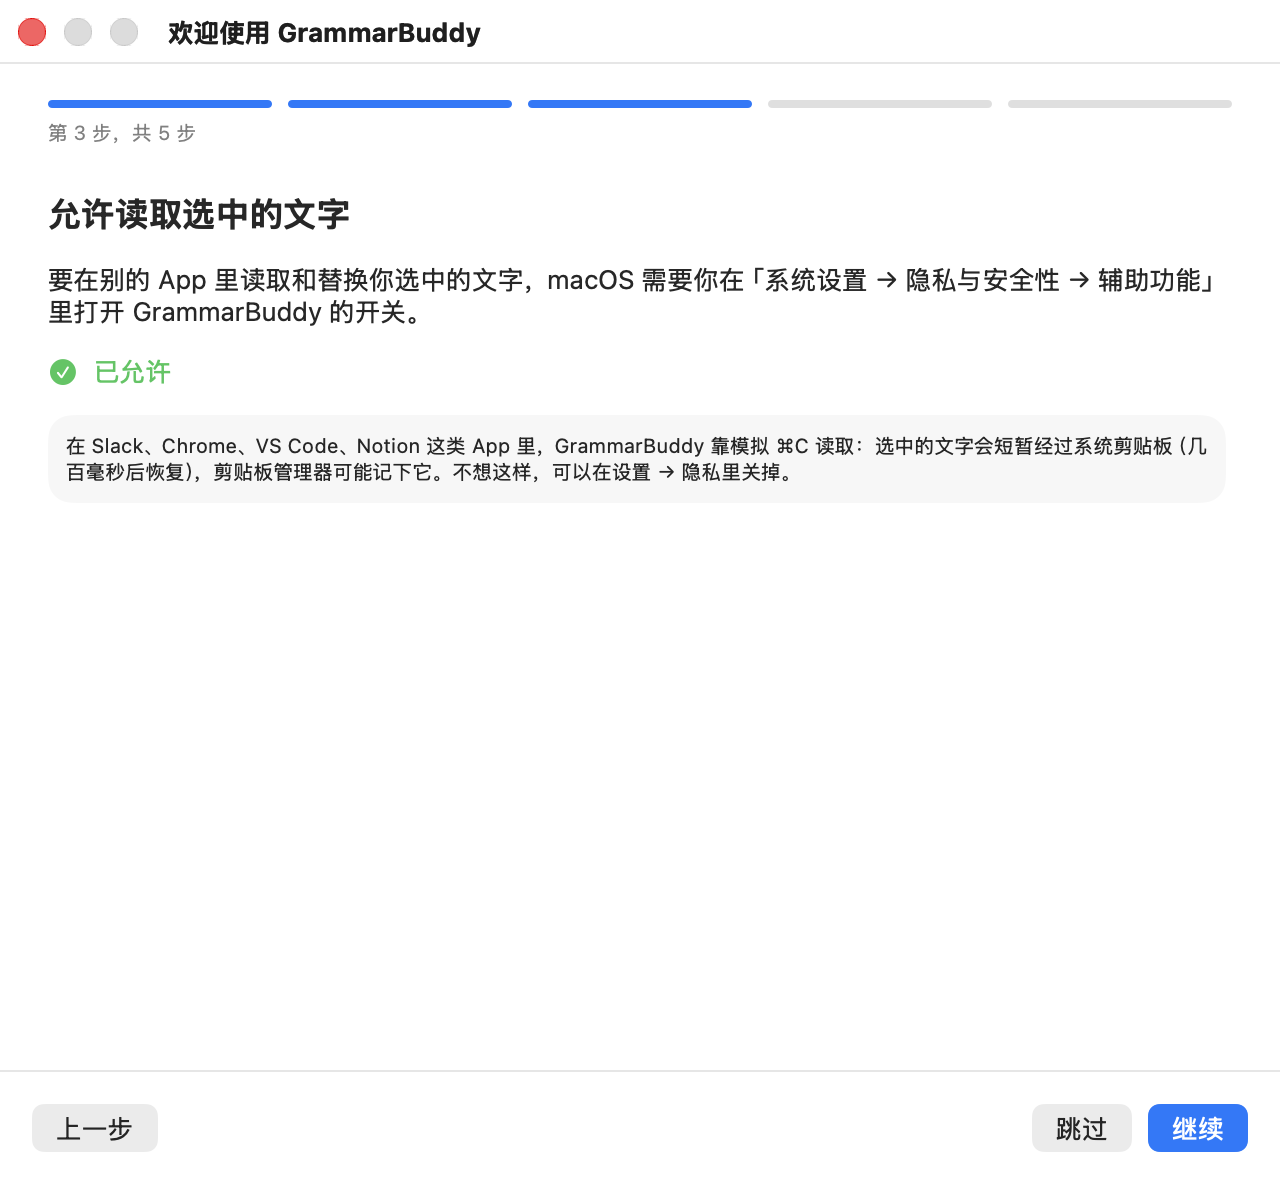 欢迎使用 GrammarBuddy
第 3 步，共 5 步
允许读取选中的文字
要在别的 App 里读取和替换你选中的文字，macOS 需要你在「系统设置 → 隐私与安全性 → 辅助功能」
里打开 GrammarBuddy 的开关。
已允许
在 Slack、Chrome、VS Code、Notion 这类 App 里，GrammarBuddy 靠模拟 ⌘C 读取：选中的文字会短暂经过系统剪贴板（几
百毫秒后恢复），剪贴板管理器可能记下它。不想这样，可以在设置 → 隐私里关掉。
上一步
跳过
继续